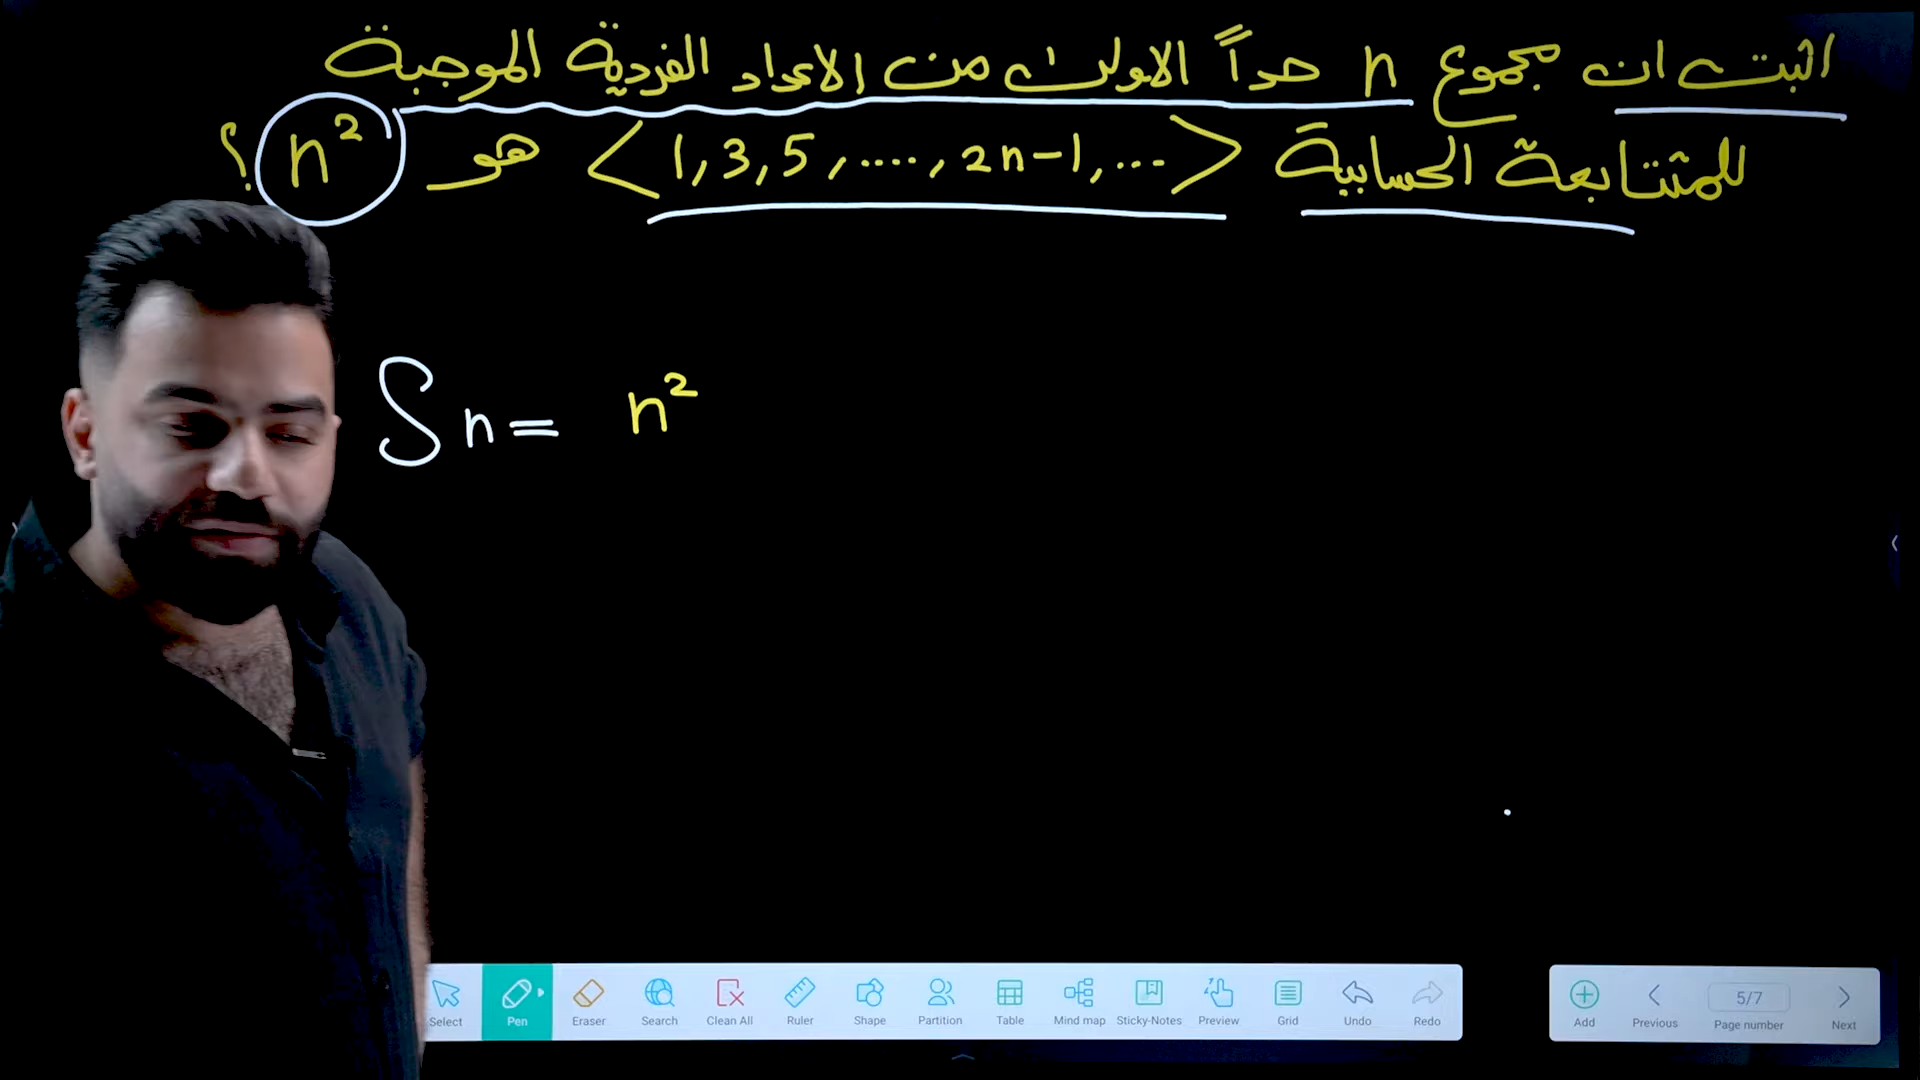 اثبت ان مجموع n حداً الاولى من الاعداد الفردية الموجبة
للمتتابعة الحسابية <1, 3, 5, ...., 2n-1, ...> هو n² ؟
Sn = n²
Select Pen Eraser Search Clean All Ruler Shape Partition Table Mind map Sticky-Notes Preview Grid Undo Redo
Add Previous 5/7 Page number Next